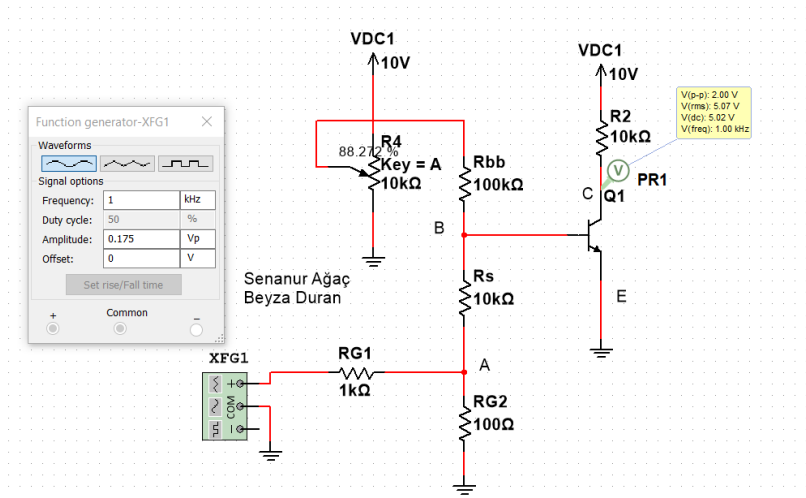 VDC1
10V
VDC1
10V
V(p-p): 2.00 V
V(rms): 5.07 V
V(dc): 5.02 V
V(freq): 1.00 kHz
Function generator-XFG1
Waveforms
Signal options
Frequency: 1 kHz
Duty cycle: 50 %
Amplitude: 0.175 Vp
Offset: 0 V
Set rise/Fall time
+ Common −
R4
88.272 %
Key = A
10kΩ
Rbb
100kΩ
R2
10kΩ
V
PR1
C Q1
B
E
Rs
10kΩ
Senanur Ağaç
Beyza Duran
XFG1
COM
RG1
1kΩ
A
RG2
100Ω